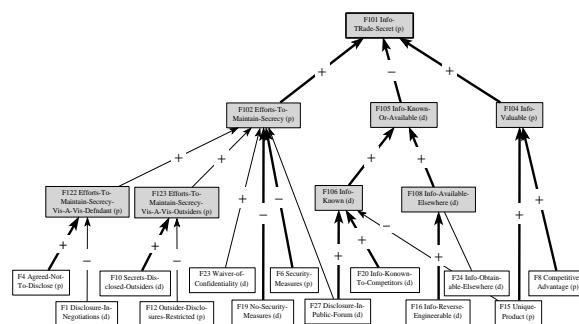 F101 Info-
TRade-Secret (p)
+
−
+
F102 Efforts-To-
Maintain-Secrecy (p)
F105 Info-Known-
Or-Available (d)
F104 Info-
Valuable (p)
+
+
+
−
−
−
+
+
+
+
F122 Efforts-To-
Maintain-Secrecy-
Vis-A-Vis-Defndant (p)
F123 Efforts-To-
Maintain-Secrecy-
Vis-A-Vis-Outsiders (p)
F106 Info-
Known (d)
F108 Info-Available-
Elsewhere (d)
+
−
+
−
+
+
−
+
+
F4 Agreed-Not-
To-Disclose (p)
F10 Secrets-Dis-
closed-Outsiders (d)
F23 Waiver-of-
Confidentiality (d)
F6 Security-
Measures (p)
F20 Info-Konown-
To-Competitors (d)
F24 Info-Obtain-
able-Elsewhere (d)
F8 Competitive-
Advantage (p)
F1 Disclosure-In-
Negotiations (d)
F12 Outsider-Disclo-
sures-Restricted (p)
F19 No-Security-
Measures (d)
F27 Disclosure-In-
Public-Forum (d)
F16 Info-Reverse-
Engineerable (d)
F15 Unique-
Product (p)